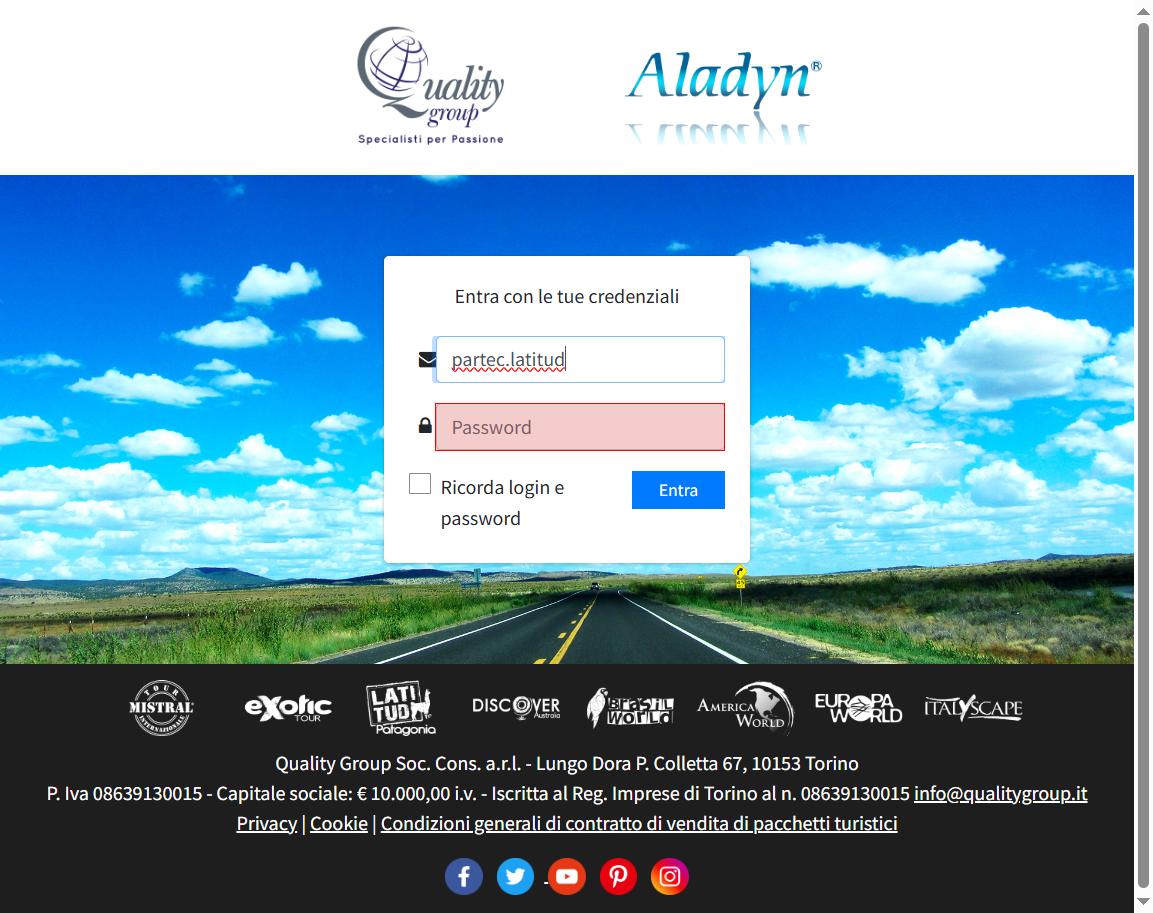 Quality group
Specialisti per Passione
Aladyn®
Entra con le tue credenziali
partec.latitud
Password
Ricorda login e
password
Entra
TOUR MISTRAL INTERNAZIONALE
exotic TOUR
LATITUD Patagonia
DISCOVER Australia
BRASIL WORLD
AMERICA WORLD
EUROPA WORLD
ITALYSCAPE
Quality Group Soc. Cons. a.r.l. - Lungo Dora P. Colletta 67, 10153 Torino
P. Iva 08639130015 - Capitale sociale: € 10.000,00 i.v. - Iscritta al Reg. Imprese di Torino al n. 08639130015 info@qualitygroup.it
Privacy | Cookie | Condizioni generali di contratto di vendita di pacchetti turistici